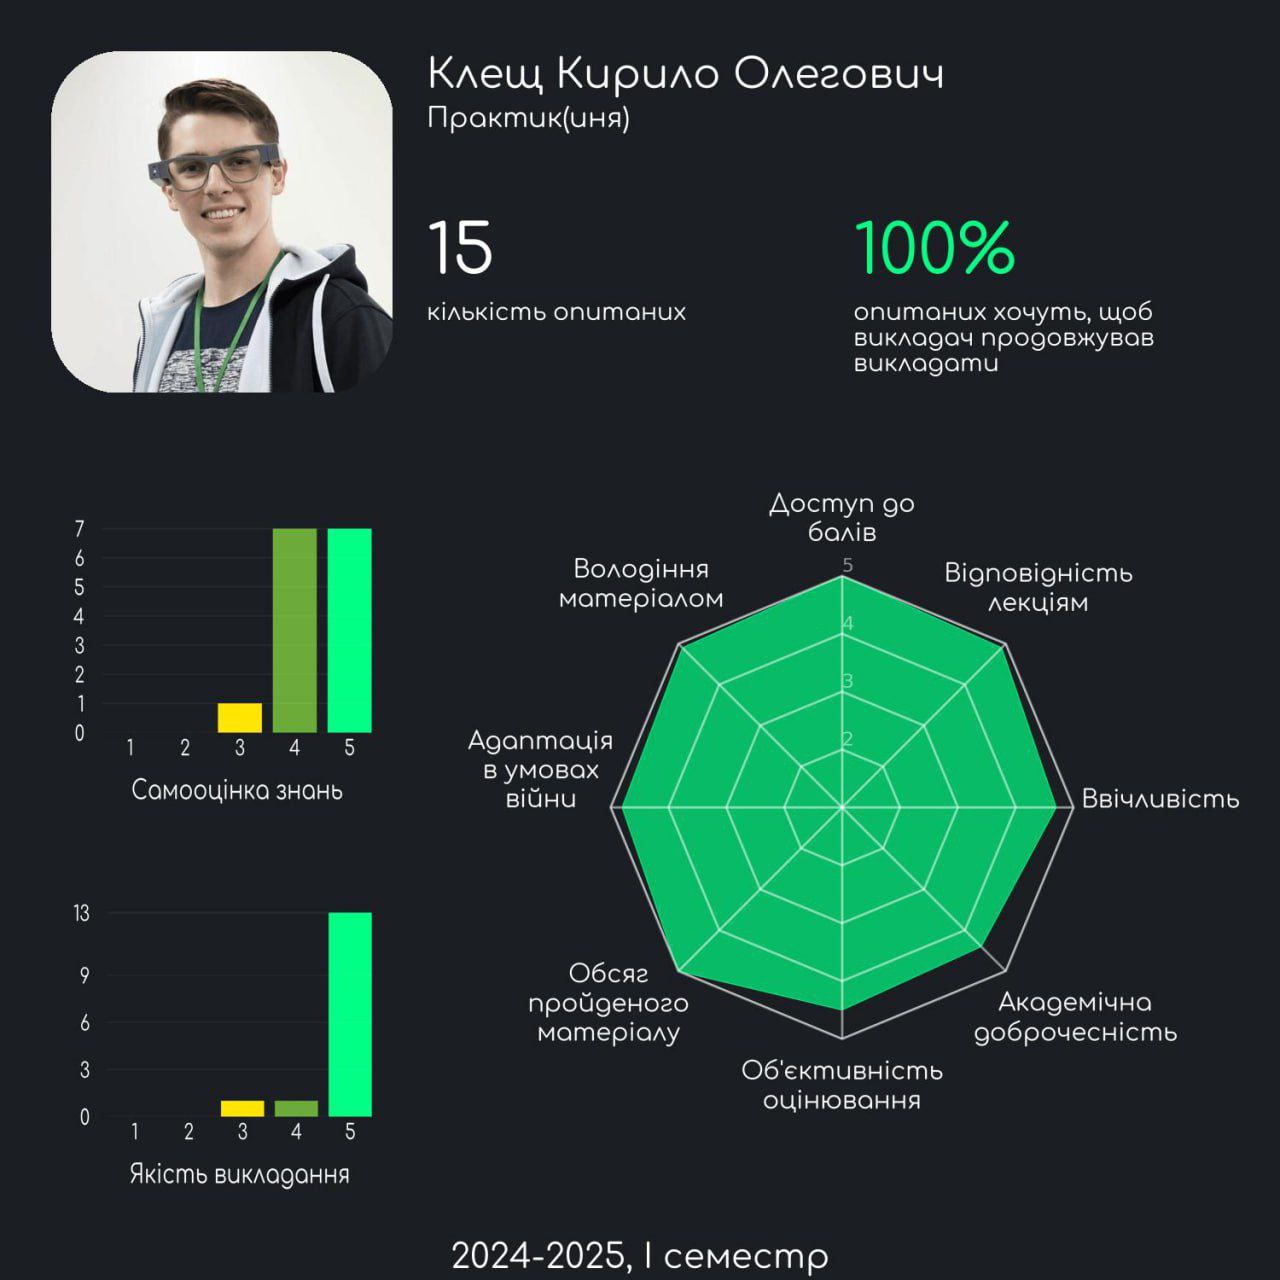 Клещ Кирило Олегович
Практик(иня)
15
кількість опитаних
100%
опитаних хочуть, щоб
викладач продовжував
викладати
7
6
5
4
3
2
1
0
1 2 3 4 5
Самооцінка знань
13
9
6
3
0
1 2 3 4 5
Якість викладання
Доступ до
балів
Відповідність
лекціям
Ввічливість
Академічна
доброчесність
Об'єктивність
оцінювання
Обсяг
пройденого
матеріалу
Адаптація
в умовах
війни
Володіння
матеріалом
5
4
3
2
2024-2025, І семестр